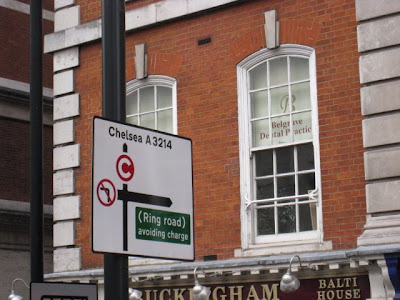 Chelsea A3214
C
(Ring road)
avoiding charge
B
Belgrave
Dental Practice
BUCKINGHAM
BALTI
HOUSE